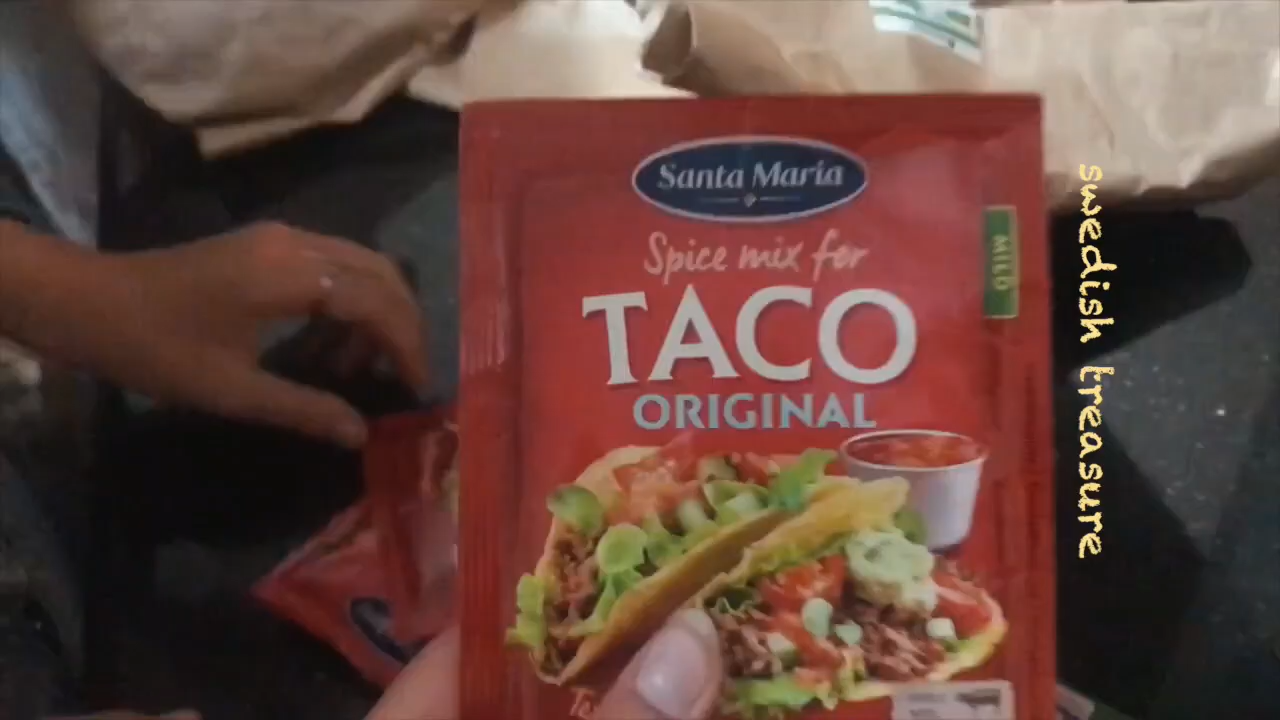 Santa Maria
Spice mix for
TACO
ORIGINAL
MILD
swedish treasure